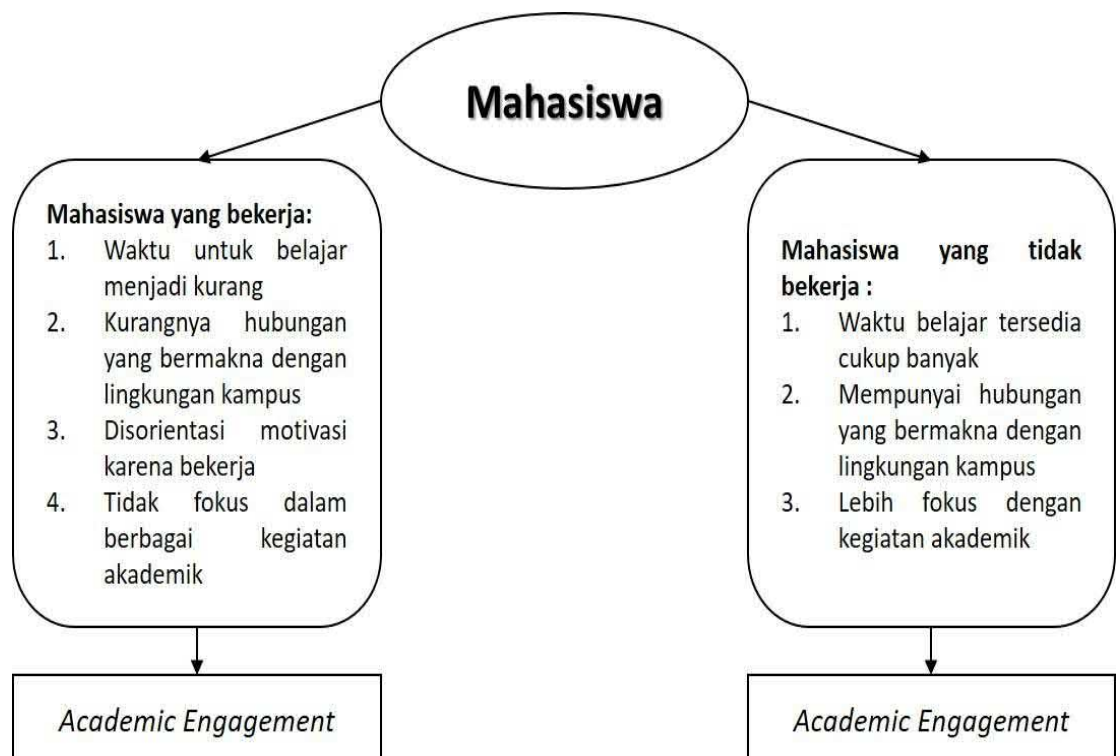 Mahasiswa
Mahasiswa yang bekerja:
1. Waktu untuk belajar
menjadi kurang
2. Kurangnya hubungan
yang bermakna dengan
lingkungan kampus
3. Disorientasi motivasi
karena bekerja
4. Tidak fokus dalam
berbagai kegiatan
akademik
Academic Engagement
Mahasiswa yang tidak
bekerja :
1. Waktu belajar tersedia
cukup banyak
2. Mempunyai hubungan
yang bermakna dengan
lingkungan kampus
3. Lebih fokus dengan
kegiatan akademik
Academic Engagement